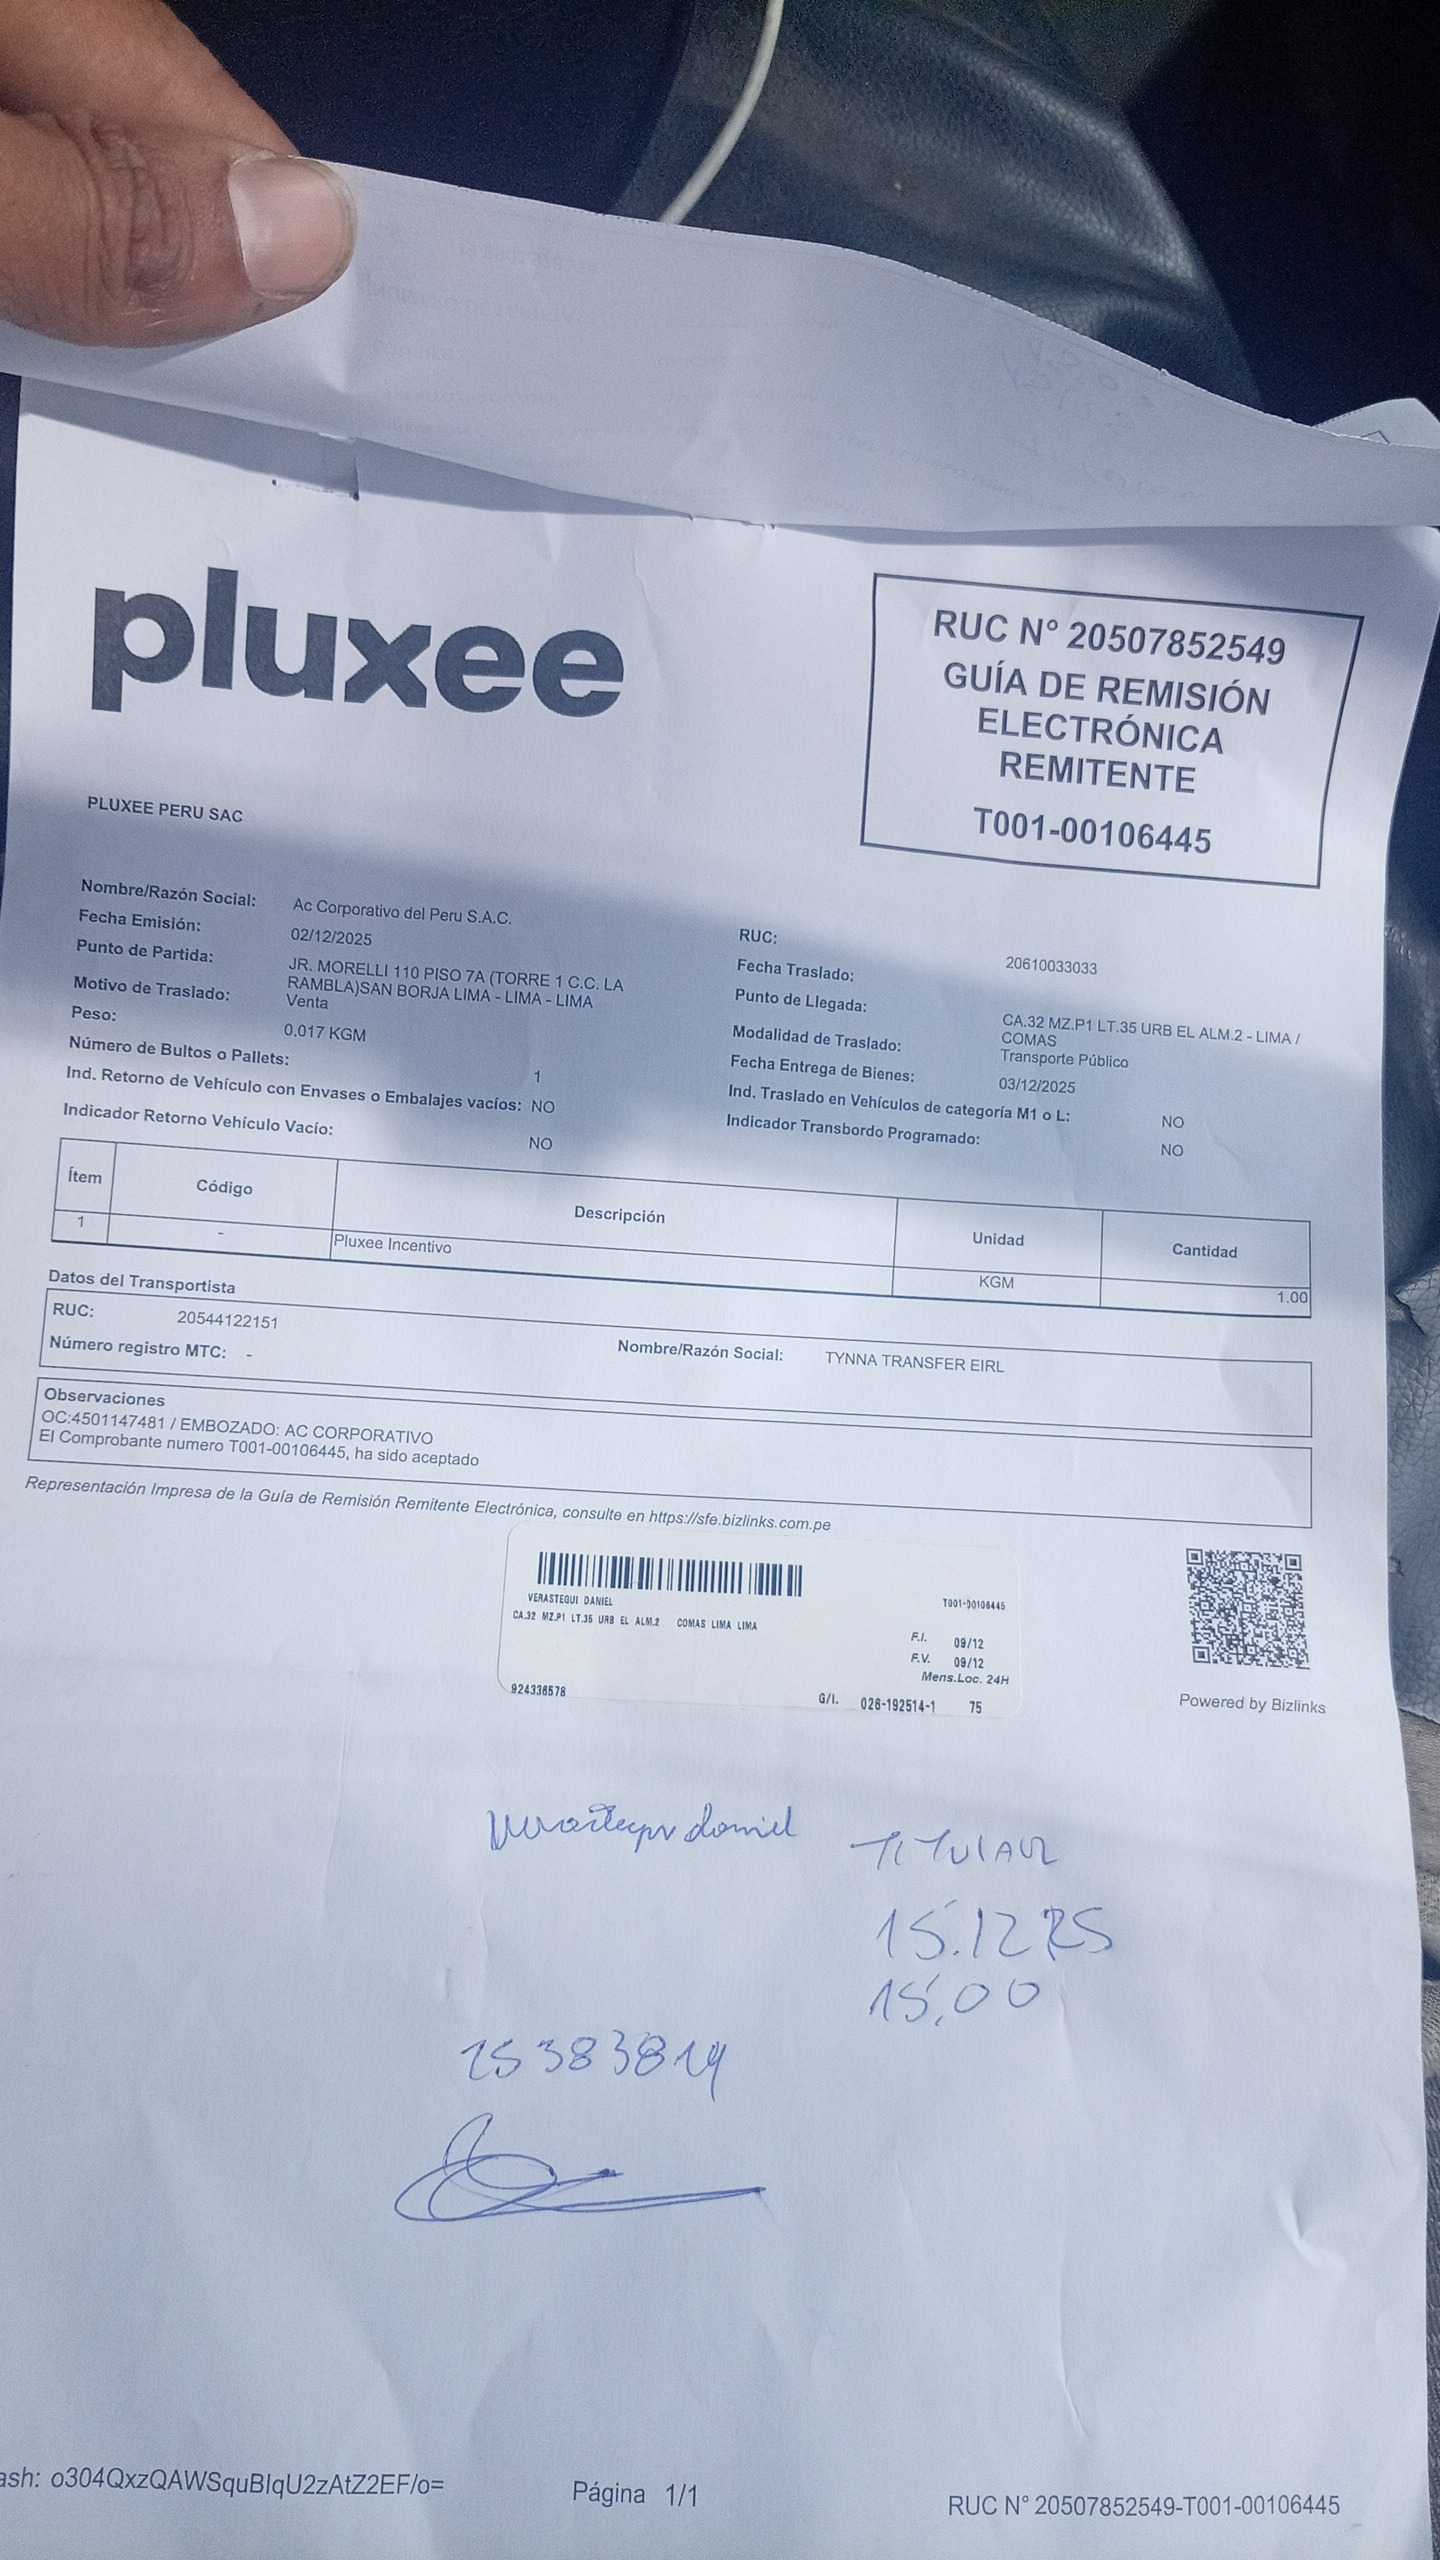 pluxee
RUC N° 20507852549
GUÍA DE REMISIÓN
ELECTRÓNICA
REMITENTE
T001-00106445
PLUXEE PERU SAC
Nombre/Razón Social: Ac Corporativo del Peru S.A.C.
Fecha Emisión: 02/12/2025
Punto de Partida: JR. MORELLI 110 PISO 7A (TORRE 1 C.C. LA
RAMBLA)SAN BORJA LIMA - LIMA - LIMA
Motivo de Traslado: Venta
Peso: 0.017 KGM
Número de Bultos o Pallets: 1
Ind. Retorno de Vehículo con Envases o Embalajes vacíos: NO
Indicador Retorno Vehículo Vacío: NO
RUC: 20610033033
Fecha Traslado:
Punto de Llegada: CA.32 MZ.P1 LT.35 URB EL ALM.2 - LIMA /
COMAS
Modalidad de Traslado: Transporte Público
Fecha Entrega de Bienes: 03/12/2025
Ind. Traslado en Vehículos de categoría M1 o L: NO
Indicador Transbordo Programado: NO
Ítem Código Descripción Unidad Cantidad
1 - Pluxee Incentivo KGM 1.00
Datos del Transportista
RUC: 20544122151 Nombre/Razón Social: TYNNA TRANSFER EIRL
Número registro MTC: -
Observaciones
OC:4501147481 / EMBOZADO: AC CORPORATIVO
El Comprobante numero T001-00106445, ha sido aceptado
Representación Impresa de la Guía de Remisión Remitente Electrónica, consulte en https://sfe.bizlinks.com.pe
VERASTEGUI DANIEL T001-00106445
CA.32 MZ.P1 LT.35 URB EL ALM.2 COMAS LIMA LIMA
F.I. 09/12
F.V. 09/12
Mens.Loc. 24H
924336578 G/I. 026-192514-1 75
Powered by Bizlinks
daniel TITULAR
15.12 25
15,00
25383814
ash: o304QxzQAWSquBIqU2zAtZ2EF/o= Página 1/1 RUC N° 20507852549-T001-00106445